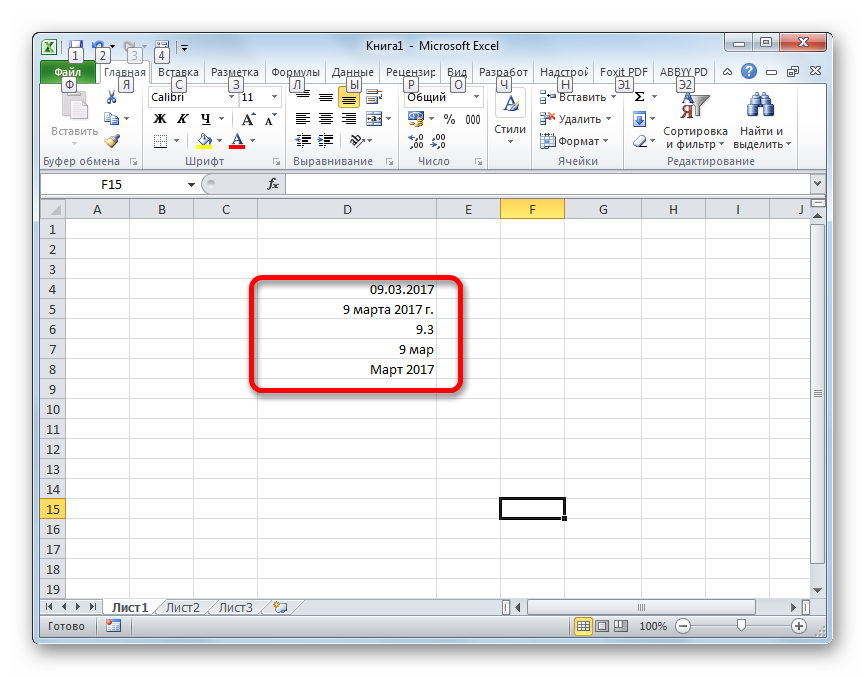 Книга1 - Microsoft Excel
1 2 3 4
Файл Главная Вставка Разметка Формулы Данные Рецензир Вид Разработ Надстрой Foxit PDF ABBYY PD
Ф Я С З Л Ы Р О Ч Н Э1 Э2
Calibri 11 Общий Вставить Σ
Вставить Ж К Ч A A % 000 Стили Удалить Сортировка и фильтр Найти и выделить
A ,00 Формат
Буфер обмена Шрифт Выравнивание Число Ячейки Редактирование
F15 fx
A B C D E F G H I J
1
2
3
4 09.03.2017
5 9 марта 2017 г.
6 9.3
7 9 мар
8 Март 2017
9
10
11
12
13
14
15
16
17
18
19
Лист1 Лист2 Лист3
Готово 100%